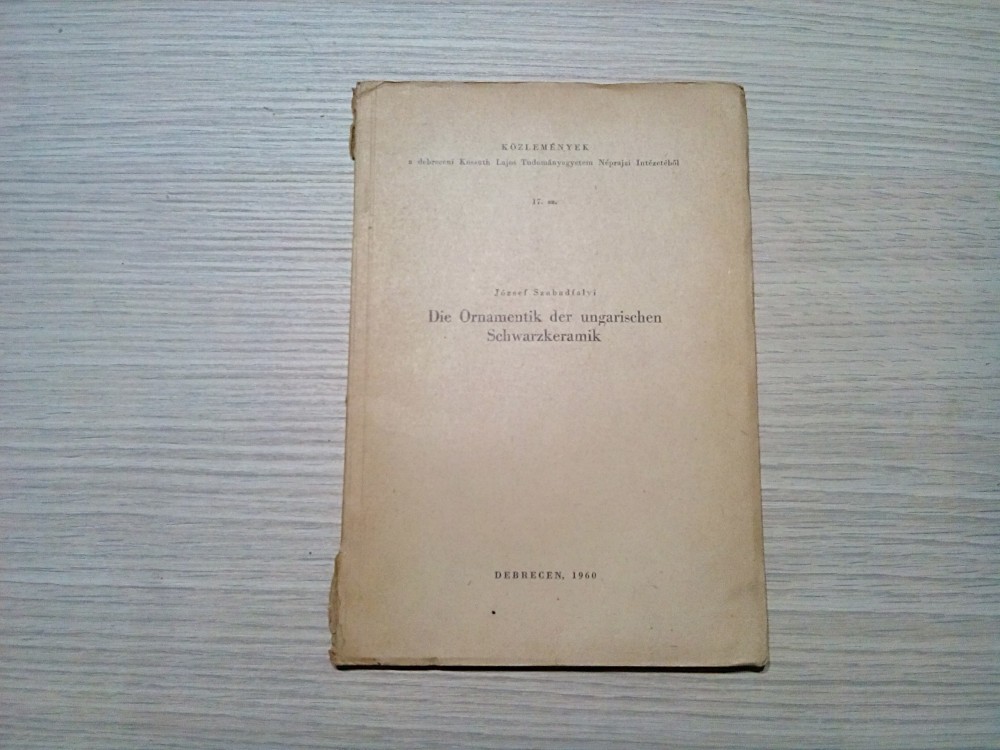 KÖZLEMÉNYEK
a debreceni Kossuth Lajos Tudományegyetem Néprajzi Intézetéből
17. sz.
József Szabadfalvi
Die Ornamentik der ungarischen
Schwarzkeramik
DEBRECEN, 1960